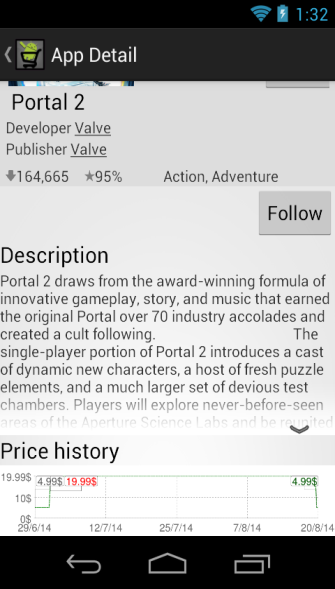 1:32
App Detail
Portal 2
Developer Valve
Publisher Valve
164,665 95% Action, Adventure
Follow
Description
Portal 2 draws from the award-winning formula of
innovative gameplay, story, and music that earned
the original Portal over 70 industry accolades and
created a cult following. The
single-player portion of Portal 2 introduces a cast
of dynamic new characters, a host of fresh puzzle
elements, and a much larger set of devious test
chambers. Players will explore never-before-seen
areas of the Aperture Science Labs and be reunited
Price history
19.99$ 4.99$ 19.99$ 4.99$
10$
0$
29/6/14 12/7/14 25/7/14 7/8/14 20/8/14